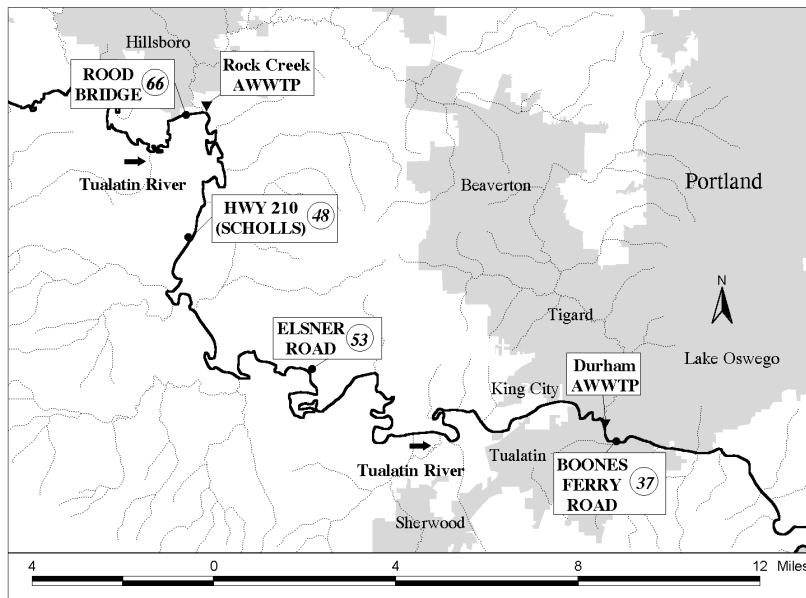 Hillsboro
ROOD
BRIDGE 66
Rock Creek
AWWTP
Tualatin River
Beaverton
Portland
HWY 210
(SCHOLLS) 48
N
Tigard
ELSNER
ROAD 53
Lake Oswego
Durham
AWWTP
King City
Tualatin
Tualatin River
BOONES
FERRY
ROAD 37
Sherwood
4 0 4 8 12 Miles